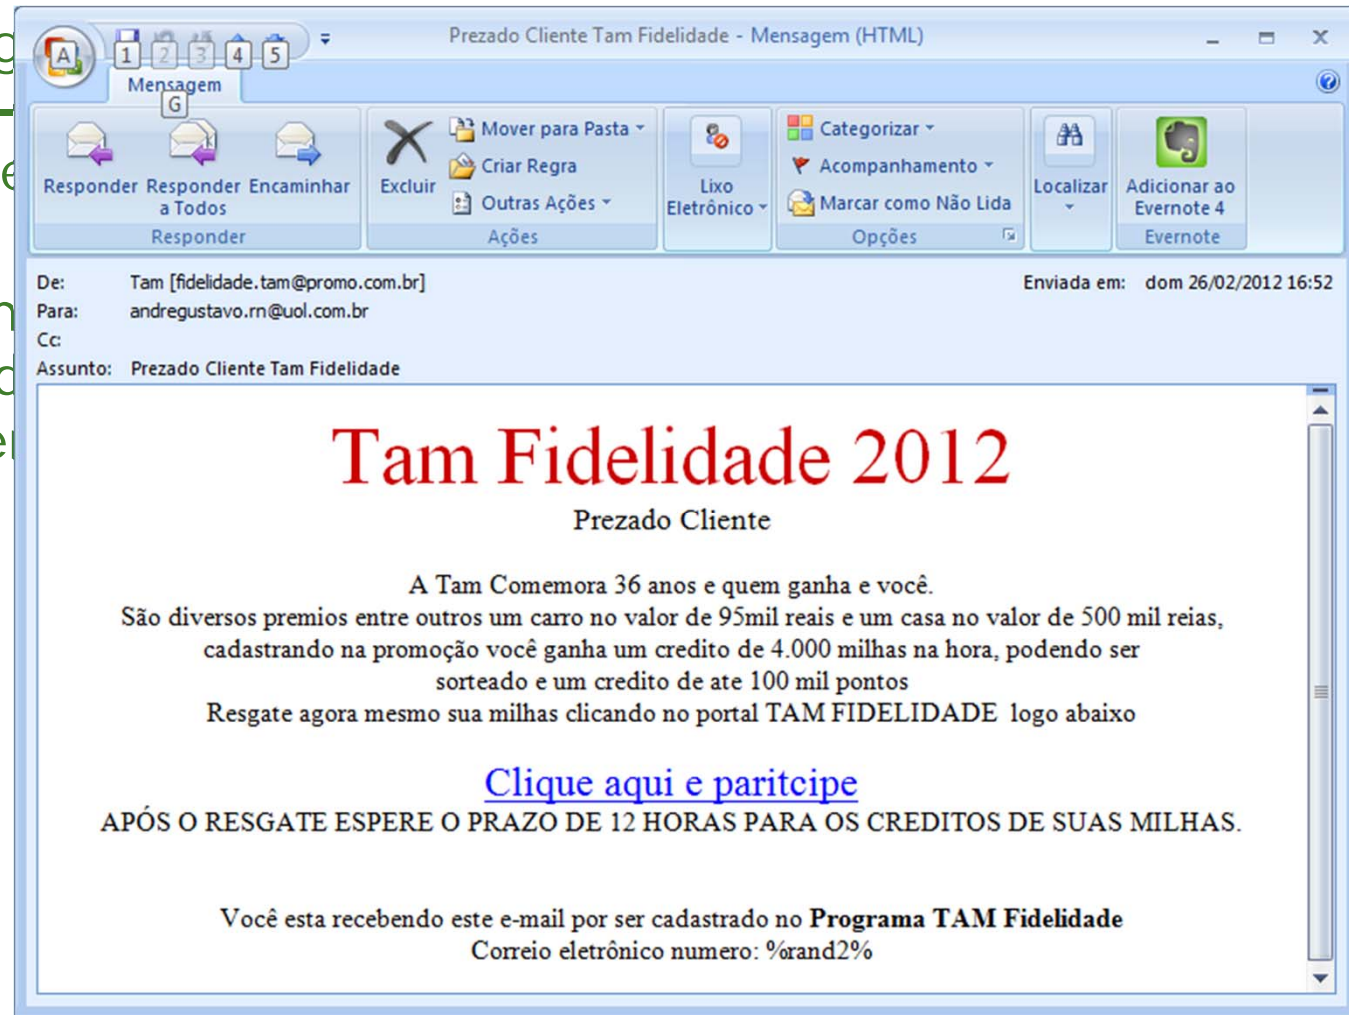 Prezado Cliente Tam Fidelidade - Mensagem (HTML)
A 1 2 3 4 5
Mensagem
G
Responder
Responder a Todos
Encaminhar
Responder
Excluir
Mover para Pasta
Criar Regra
Outras Ações
Ações
Lixo Eletrônico
Categorizar
Acompanhamento
Marcar como Não Lida
Opções
Localizar
Adicionar ao Evernote 4
Evernote
De: Tam [fidelidade.tam@promo.com.br] Enviada em: dom 26/02/2012 16:52
Para: andregustavo.rn@uol.com.br
Cc:
Assunto: Prezado Cliente Tam Fidelidade
Tam Fidelidade 2012
Prezado Cliente
A Tam Comemora 36 anos e quem ganha e você.
São diversos premios entre outros um carro no valor de 95mil reais e um casa no valor de 500 mil reias,
cadastrando na promoção você ganha um credito de 4.000 milhas na hora, podendo ser
sorteado e um credito de ate 100 mil pontos
Resgate agora mesmo sua milhas clicando no portal TAM FIDELIDADE logo abaixo
Clique aqui e paritcipe
APÓS O RESGATE ESPERE O PRAZO DE 12 HORAS PARA OS CREDITOS DE SUAS MILHAS.
Você esta recebendo este e-mail por ser cadastrado no Programa TAM Fidelidade
Correio eletrônico numero: %rand2%